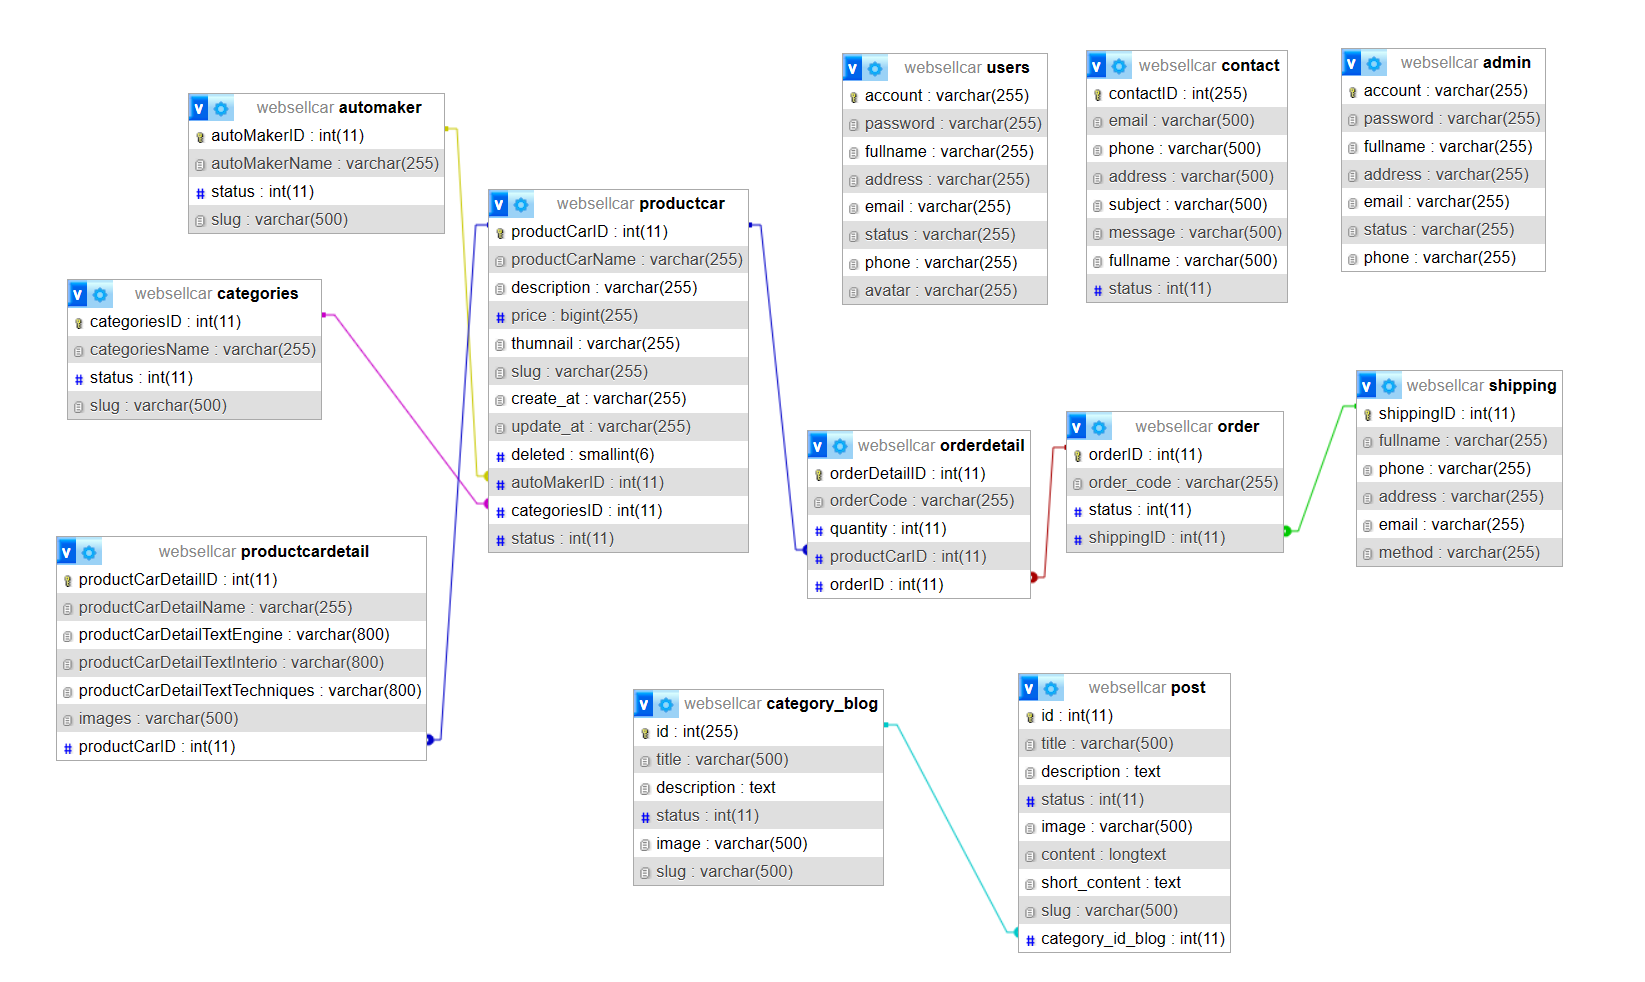 websellcar automaker
autoMakerID : int(11)
autoMakerName : varchar(255)
status : int(11)
slug : varchar(500)
websellcar categories
categoriesID : int(11)
categoriesName : varchar(255)
status : int(11)
slug : varchar(500)
websellcar productcardetail
productCarDetailID : int(11)
productCarDetailName : varchar(255)
productCarDetailTextEngine : varchar(800)
productCarDetailTextInterio : varchar(800)
productCarDetailTextTechniques : varchar(800)
images : varchar(500)
productCarID : int(11)
websellcar productcar
productCarID : int(11)
productCarName : varchar(255)
description : varchar(255)
price : bigint(255)
thumnail : varchar(255)
slug : varchar(255)
create_at : varchar(255)
update_at : varchar(255)
deleted : smallint(6)
autoMakerID : int(11)
categoriesID : int(11)
status : int(11)
websellcar users
account : varchar(255)
password : varchar(255)
fullname : varchar(255)
address : varchar(255)
email : varchar(255)
status : varchar(255)
phone : varchar(255)
avatar : varchar(255)
websellcar contact
contactID : int(255)
email : varchar(500)
phone : varchar(500)
address : varchar(500)
subject : varchar(500)
message : varchar(500)
fullname : varchar(500)
status : int(11)
websellcar admin
account : varchar(255)
password : varchar(255)
fullname : varchar(255)
address : varchar(255)
email : varchar(255)
status : varchar(255)
phone : varchar(255)
websellcar orderdetail
orderDetailID : int(11)
orderCode : varchar(255)
quantity : int(11)
productCarID : int(11)
orderID : int(11)
websellcar order
orderID : int(11)
order_code : varchar(255)
status : int(11)
shippingID : int(11)
websellcar shipping
shippingID : int(11)
fullname : varchar(255)
phone : varchar(255)
address : varchar(255)
email : varchar(255)
method : varchar(255)
websellcar category_blog
id : int(255)
title : varchar(500)
description : text
status : int(11)
image : varchar(500)
slug : varchar(500)
websellcar post
id : int(11)
title : varchar(500)
description : text
status : int(11)
image : varchar(500)
content : longtext
short_content : text
slug : varchar(500)
category_id_blog : int(11)